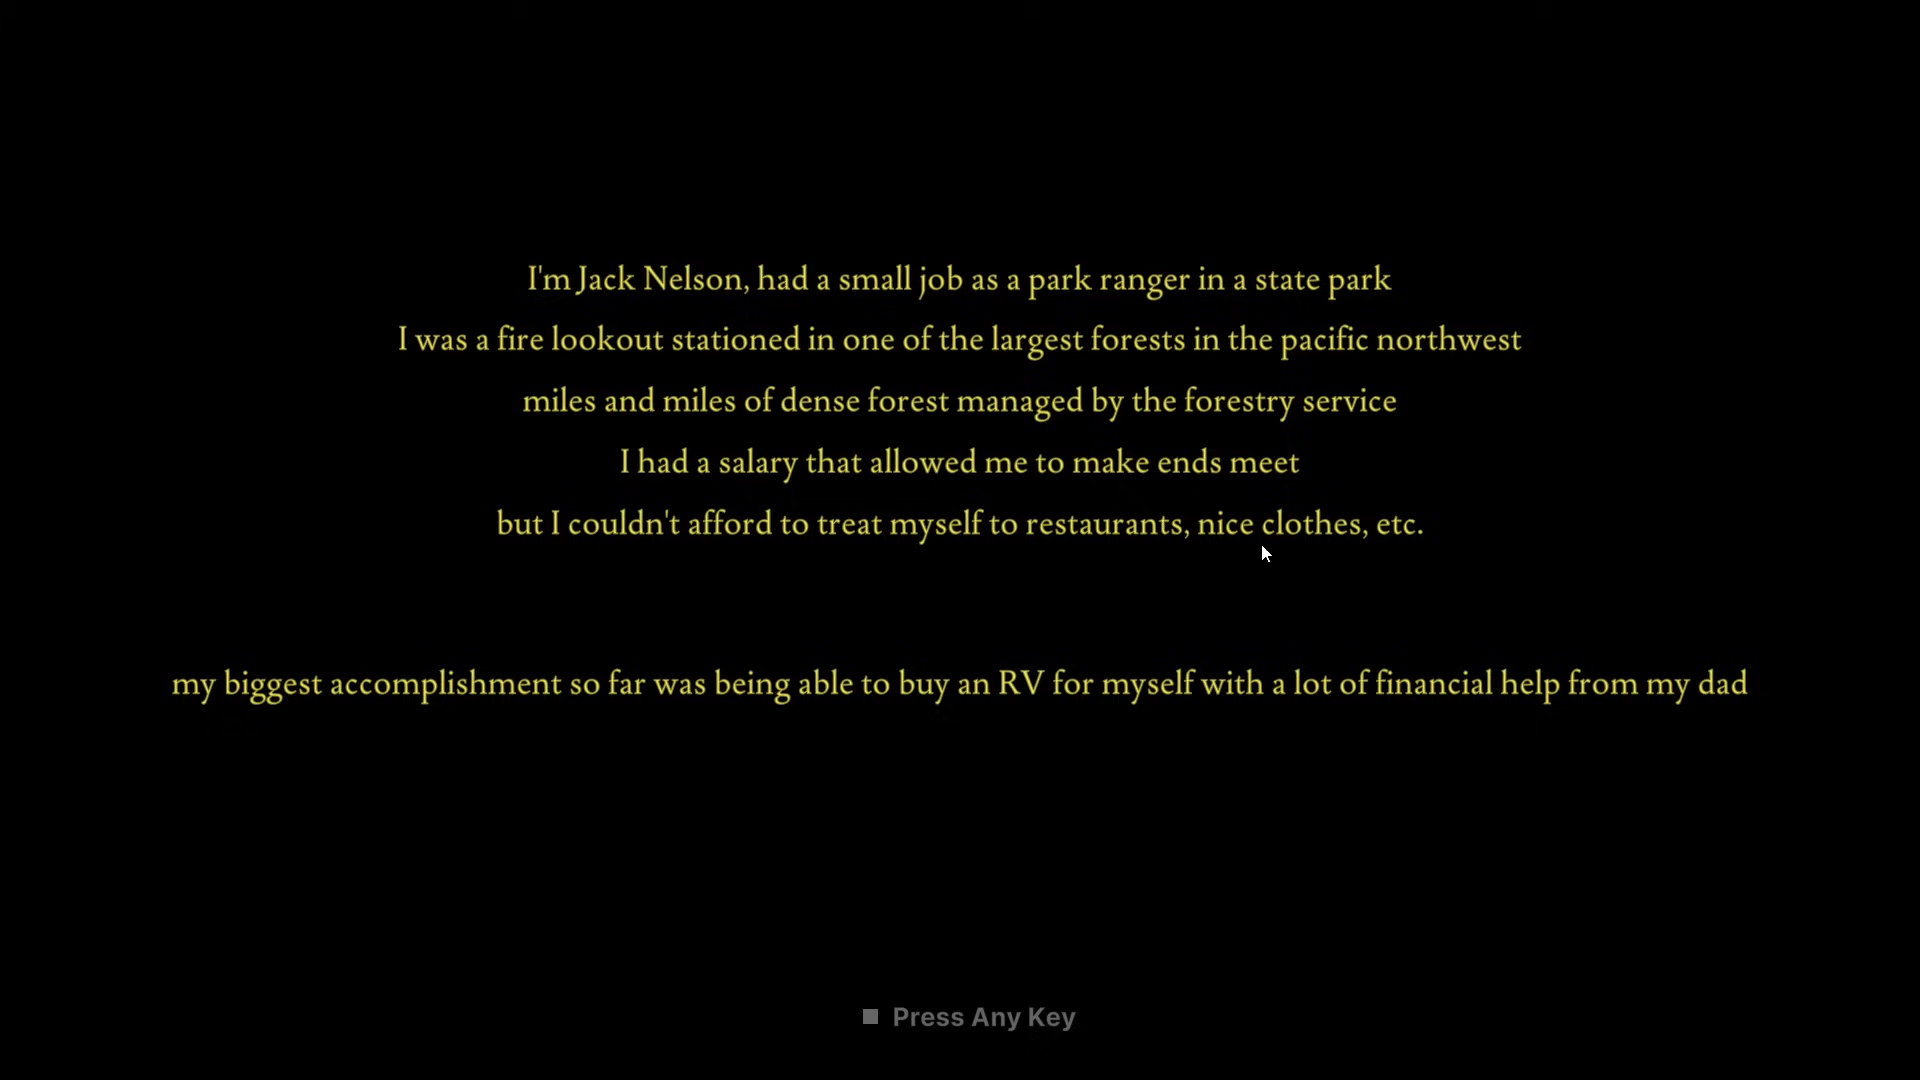 I'm Jack Nelson, had a small job as a park ranger in a state park
I was a fire lookout stationed in one of the largest forests in the pacific northwest
miles and miles of dense forest managed by the forestry service
I had a salary that allowed me to make ends meet
but I couldn't afford to treat myself to restaurants, nice clothes, etc.
my biggest accomplishment so far was being able to buy an RV for myself with a lot of financial help from my dad
Press Any Key